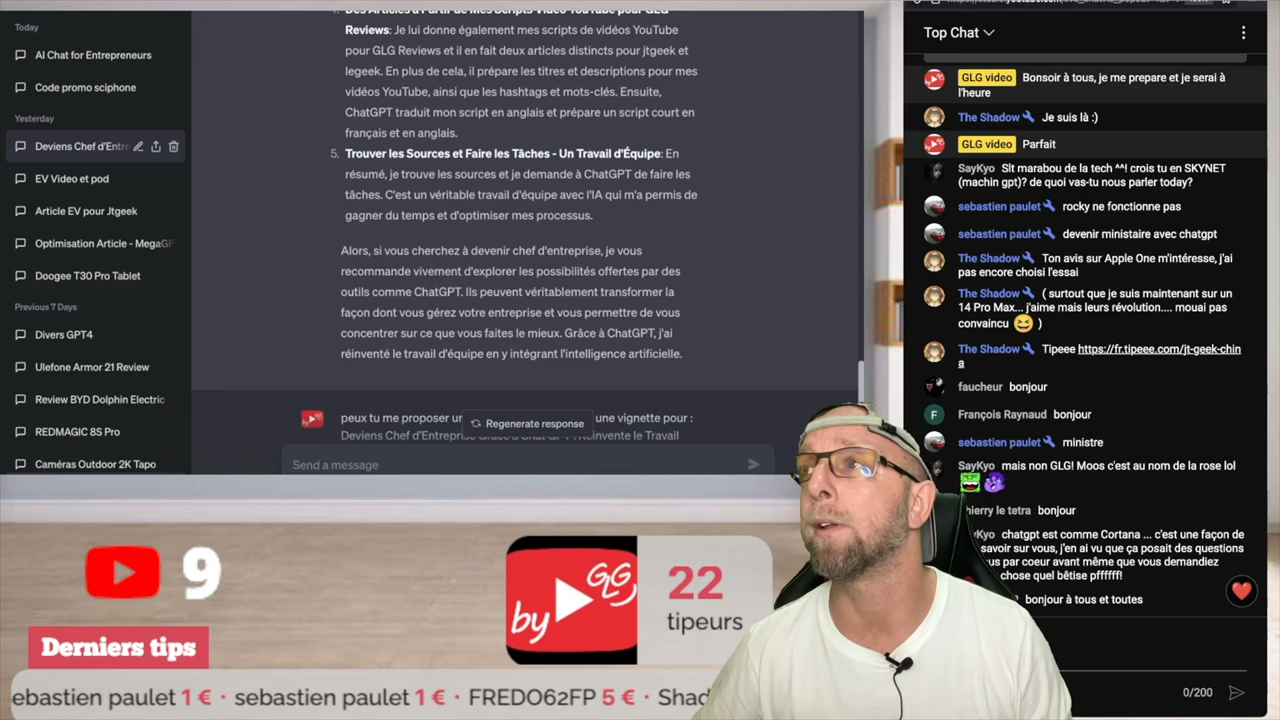 Today
AI Chat for Entrepreneurs
Code promo sciphone
Yesterday
Deviens Chef d'Entre
EV Video et pod
Article EV pour Jtgeek
Optimisation Article - MegaGP
Doogee T30 Pro Tablet
Previous 7 Days
Divers GPT4
Ulefone Armor 21 Review
Review BYD Dolphin Electric
REDMAGIC 8S Pro
Caméras Outdoor 2K Tapo
Des Articles à Partir de Mes Scripts Vidéo YouTube pour GLG
Reviews: Je lui donne également mes scripts de vidéos YouTube
pour GLG Reviews et il en fait deux articles distincts pour jtgeek et
legeek. En plus de cela, il prépare les titres et descriptions pour mes
vidéos YouTube, ainsi que les hashtags et mots-clés. Ensuite,
ChatGPT traduit mon script en anglais et prépare un script court en
français et en anglais.
5. Trouver les Sources et Faire les Tâches - Un Travail d'Équipe: En
résumé, je trouve les sources et je demande à ChatGPT de faire les
tâches. C'est un véritable travail d'équipe avec l'IA qui m'a permis de
gagner du temps et d'optimiser mes processus.
Alors, si vous cherchez à devenir chef d'entreprise, je vous
recommande vivement d'explorer les possibilités offertes par des
outils comme ChatGPT. Ils peuvent véritablement transformer la
façon dont vous gérez votre entreprise et vous permettre de vous
concentrer sur ce que vous faites le mieux. Grâce à ChatGPT, j'ai
réinventé le travail d'équipe en y intégrant l'intelligence artificielle.
peux tu me proposer un
une vignette pour :
Regenerate response
Deviens Chef d'Entreprise Grâce à Chat GPT: Réinvente le Travail
Send a message
Top Chat
GLG video Bonsoir à tous, je me prepare et je serai à
l'heure
The Shadow Je suis là :)
GLG video Parfait
SayKyo Slt marabou de la tech ^^! crois tu en SKYNET
(machin gpt)? de quoi vas-tu nous parler today?
sebastien paulet rocky ne fonctionne pas
sebastien paulet devenir ministaire avec chatgpt
The Shadow Ton avis sur Apple One m'intéresse, j'ai
pas encore choisi l'essai
The Shadow ( surtout que je suis maintenant sur un
14 Pro Max... j'aime mais leurs révolution.... mouai pas
convaincu 😆 )
The Shadow Tipeee https://fr.tipeee.com/jt-geek-chin
a
faucheur bonjour
F François Raynaud bonjour
sebastien paulet ministre
SayKyo mais non GLG! Moos c'est au nom de la rose lol
hierry le tetra bonjour
Kyo chatgpt est comme Cortana ... c'est une façon de
savoir sur vous, j'en ai vu que ça posait des questions
us par coeur avant même que vous demandiez
chose quel bêtise pffffff!
bonjour à tous et toutes
0/200
9
by GLG
22
tipeurs
Derniers tips
ebastien paulet 1 € · sebastien paulet 1 € · FREDO62FP 5 € · Shad